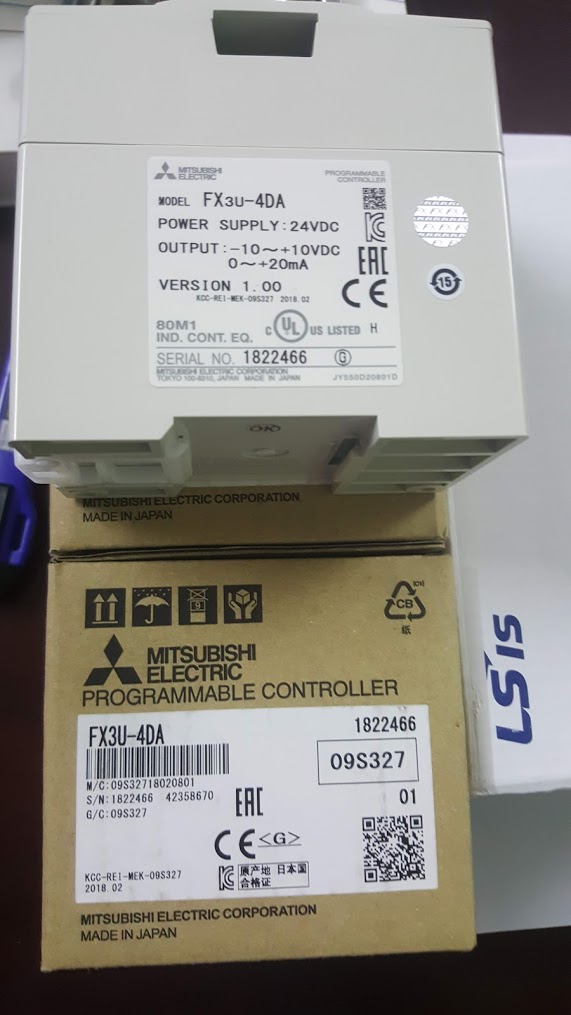 MITSUBISHI
ELECTRIC
PROGRAMMABLE
CONTROLLER
MODEL FX3U-4DA
POWER SUPPLY:24VDC
OUTPUT:-10～+10VDC
0～+20mA
VERSION 1.00
KCC-REI-MEK-09S327 2018.02
EAC
CE
15
80M1
IND. CONT. EQ.
C UL US LISTED H
SERIAL NO. 1822466 G
MITSUBISHI ELECTRIC CORPORATION
TOKYO 100-8310, JAPAN MADE IN JAPAN
JY550D20801D
OK
MITSUBISHI ELECTRIC CORPORATION
MADE IN JAPAN
9
CB
纸
MITSUBISHI
ELECTRIC
PROGRAMMABLE CONTROLLER
LSIS
FX3U-4DA
1822466
M/C:09S32718020801
09S327
S/N:1822466 42358670
G/C:09S327
EAC
01
CE <G>
KCC-REI-MEK-09S327
2018.02
原产地 日本国
合格证
MITSUBISHI ELECTRIC CORPORATION
MADE IN JAPAN